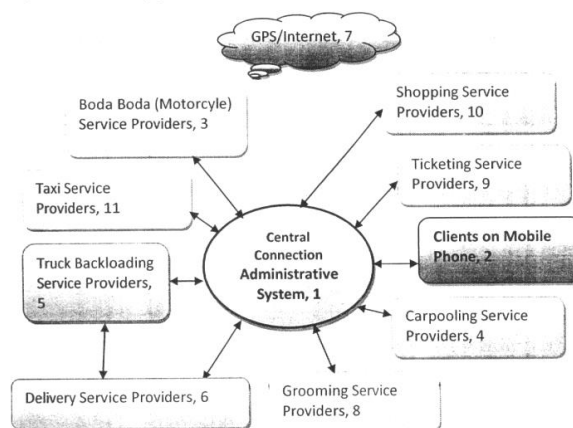 GPS/Internet, 7
Boda Boda (Motorcyle)
Service Providers, 3
Shopping Service
Providers, 10
Taxi Service
Providers, 11
Ticketing Service
Providers, 9
Central
Connection
Administrative
System, 1
Clients on Mobile
Phone, 2
Truck Backloading
Service Providers,
5
Carpooling Service
Providers, 4
Delivery Service Providers, 6
Grooming Service
Providers, 8